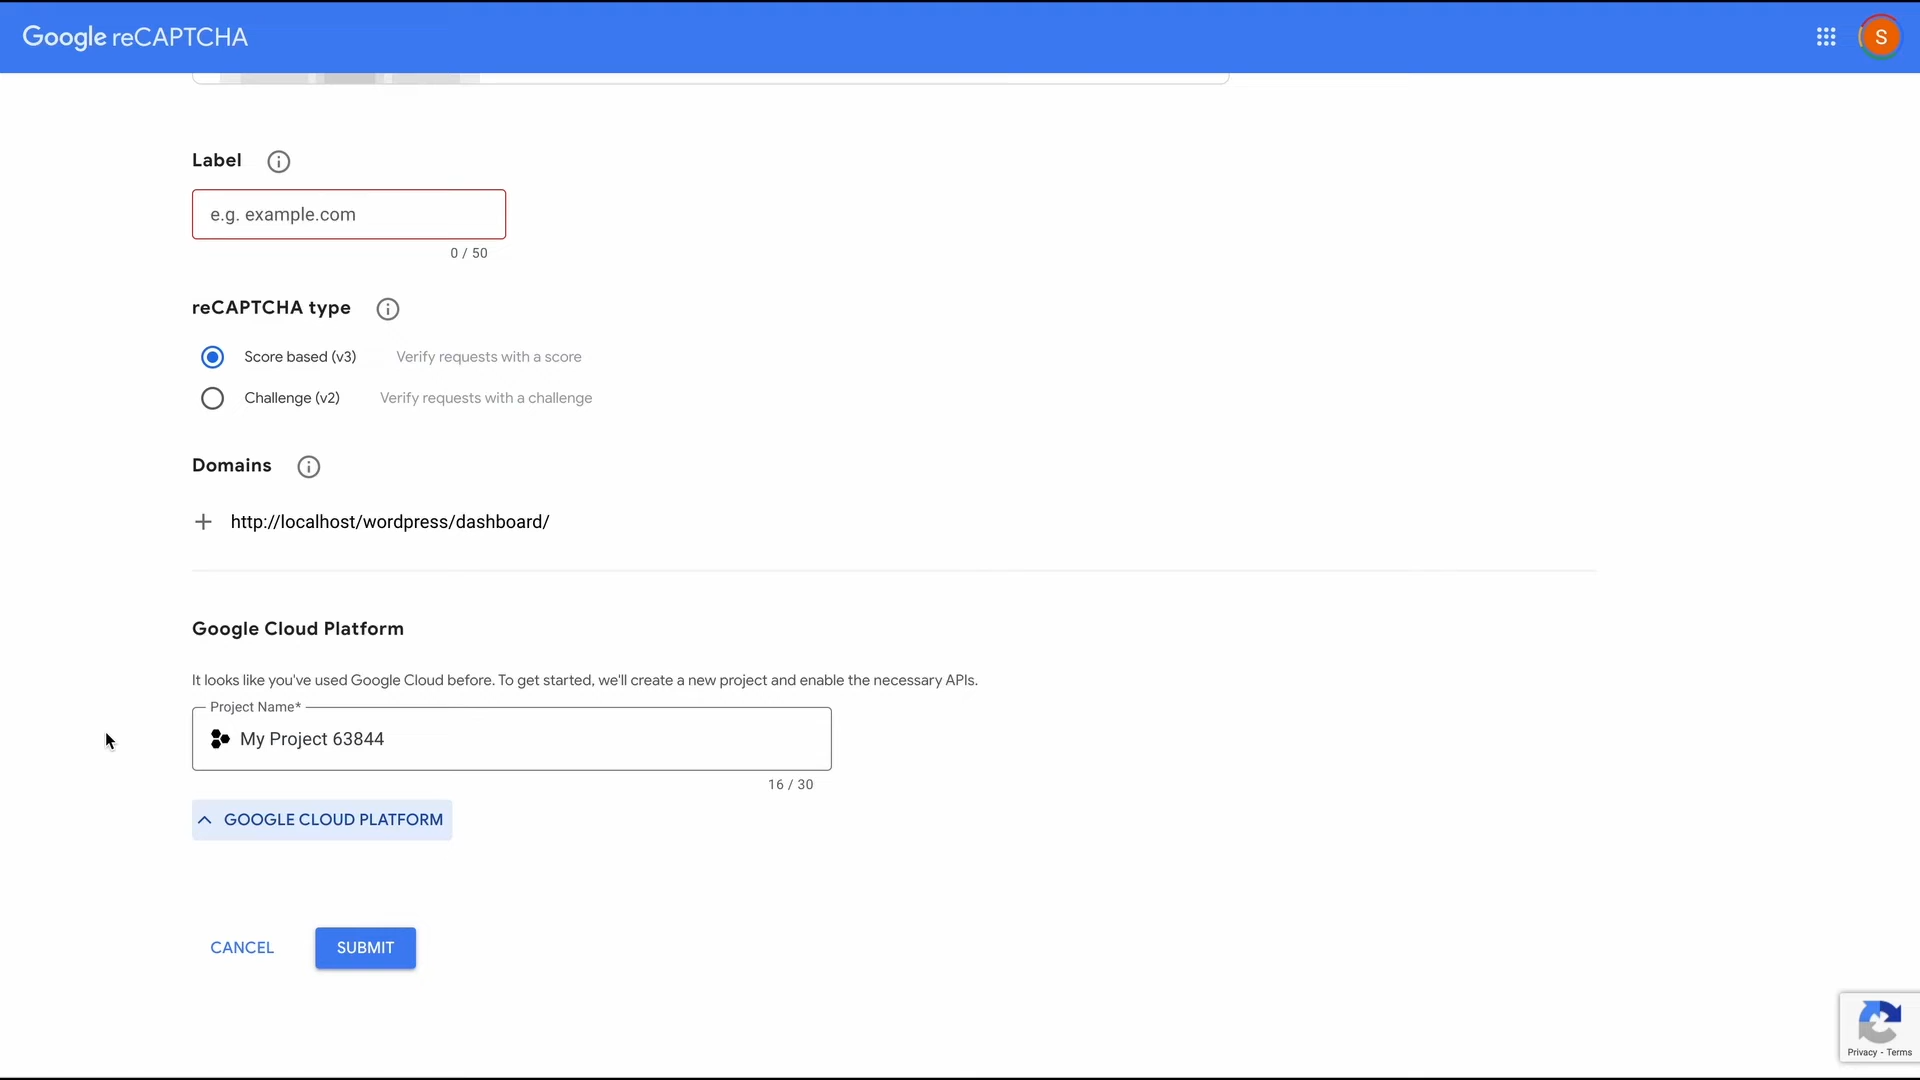 Google reCAPTCHA
S
Label
e.g. example.com
0 / 50
reCAPTCHA type
Score based (v3) Verify requests with a score
Challenge (v2) Verify requests with a challenge
Domains
http://localhost/wordpress/dashboard/
Google Cloud Platform
It looks like you've used Google Cloud before. To get started, we'll create a new project and enable the necessary APIs.
Project Name*
My Project 63844
16 / 30
GOOGLE CLOUD PLATFORM
CANCEL SUBMIT
Privacy - Terms